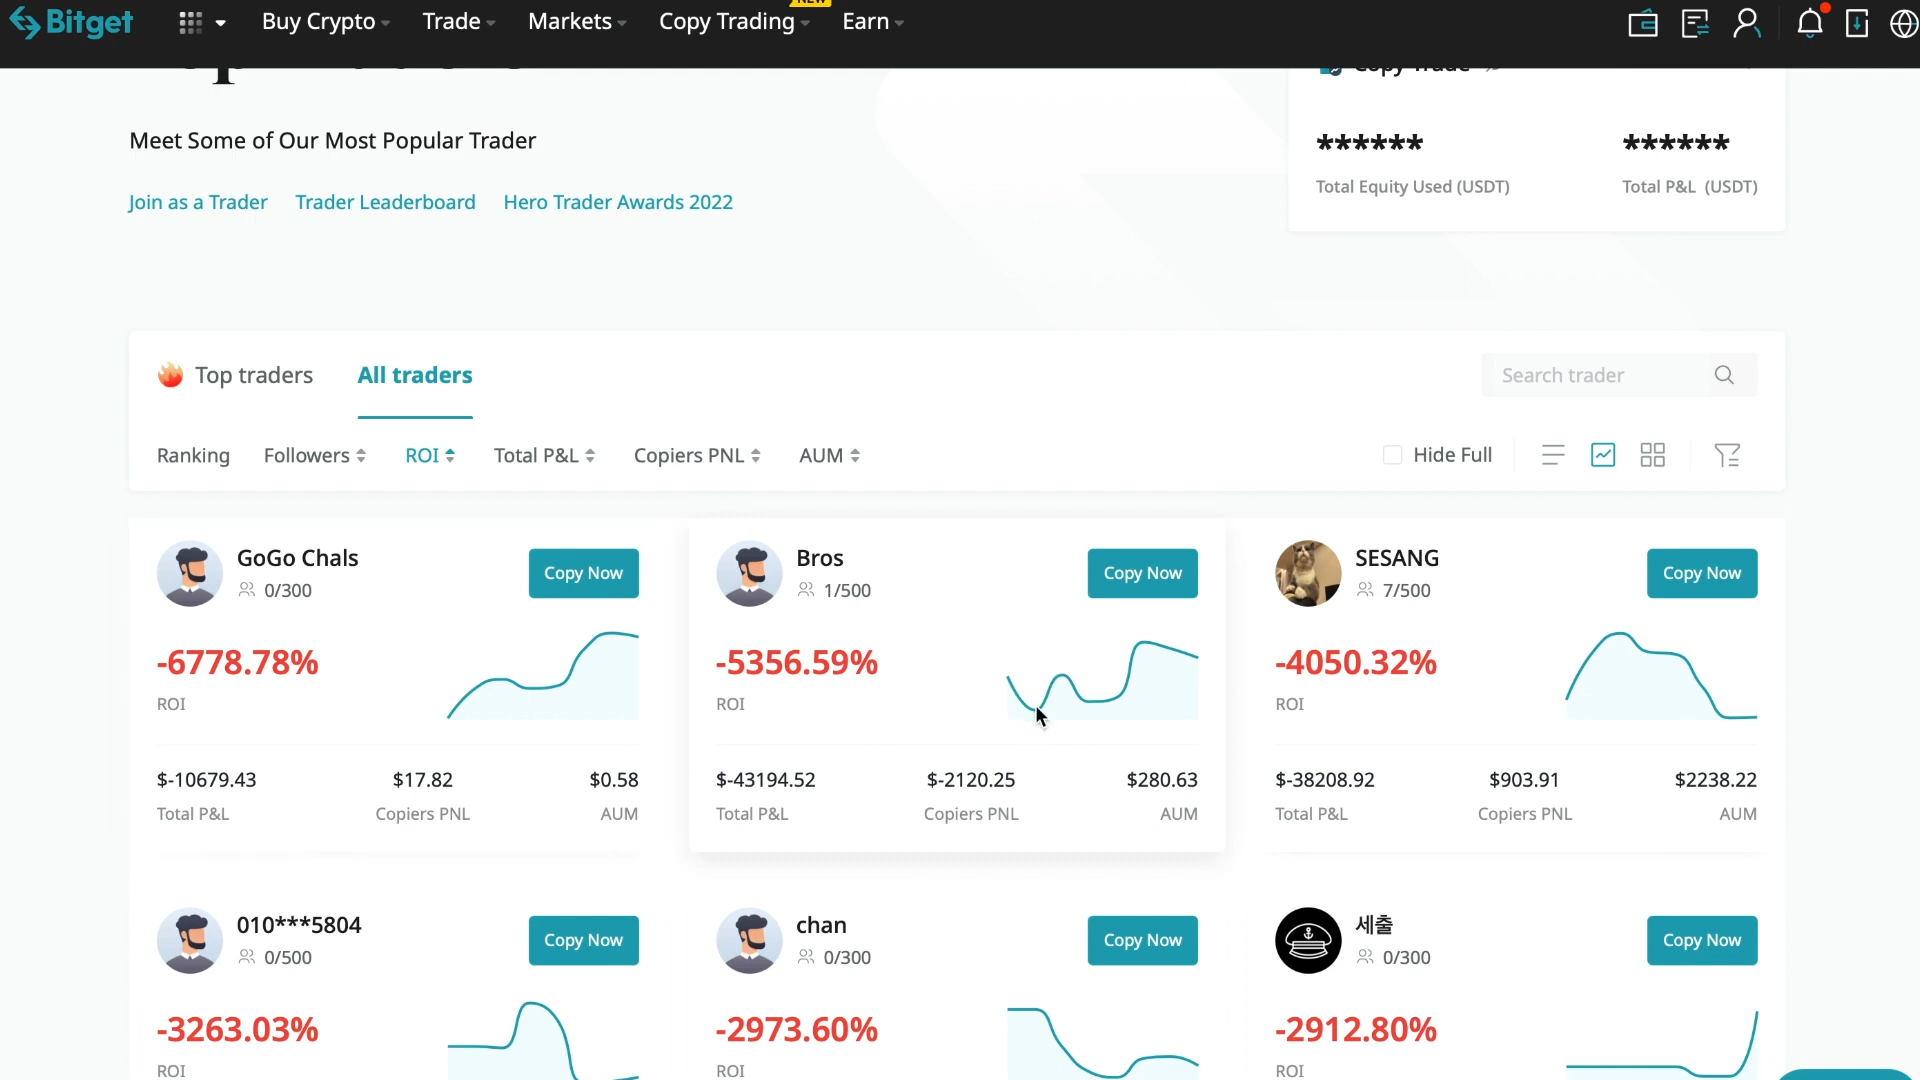 Bitget
Buy Crypto
Trade
Markets
Copy Trading
NEW
Earn
Copy Trade
Meet Some of Our Most Popular Trader
Join as a Trader Trader Leaderboard Hero Trader Awards 2022
****** ******
Total Equity Used (USDT) Total P&L (USDT)
Top traders All traders Search trader
Ranking Followers ROI Total P&L Copiers PNL AUM Hide Full
GoGo Chals
0/300
Copy Now
-6778.78%
ROI
$-10679.43 $17.82 $0.58
Total P&L Copiers PNL AUM
Bros
1/500
Copy Now
-5356.59%
ROI
$-43194.52 $-2120.25 $280.63
Total P&L Copiers PNL AUM
SESANG
7/500
Copy Now
-4050.32%
ROI
$-38208.92 $903.91 $2238.22
Total P&L Copiers PNL AUM
010***5804
0/500
Copy Now
-3263.03%
ROI
chan
0/300
Copy Now
-2973.60%
ROI
세출
0/300
Copy Now
-2912.80%
ROI